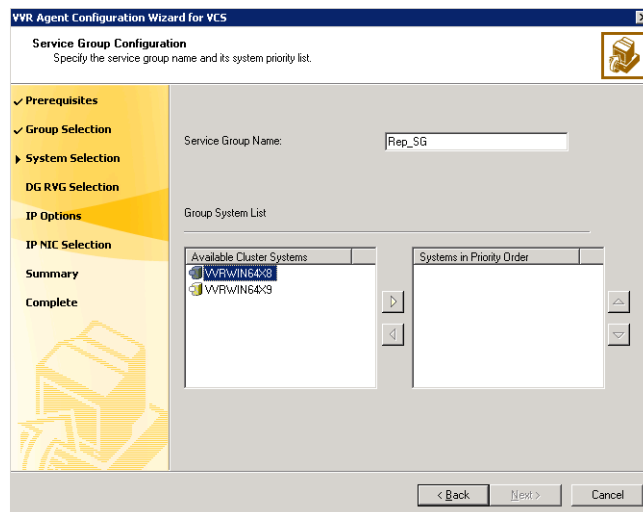 VVR Agent Configuration Wizard for VCS
Service Group Configuration
Specify the service group name and its system priority list.
Prerequisites
Group Selection
System Selection
DG RVG Selection
IP Options
IP NIC Selection
Summary
Complete
Service Group Name:
Rep_SG
Group System List
Available Cluster Systems
VVRWIN64X8
VVRWIN64X9
Systems in Priority Order
< Back
Next >
Cancel